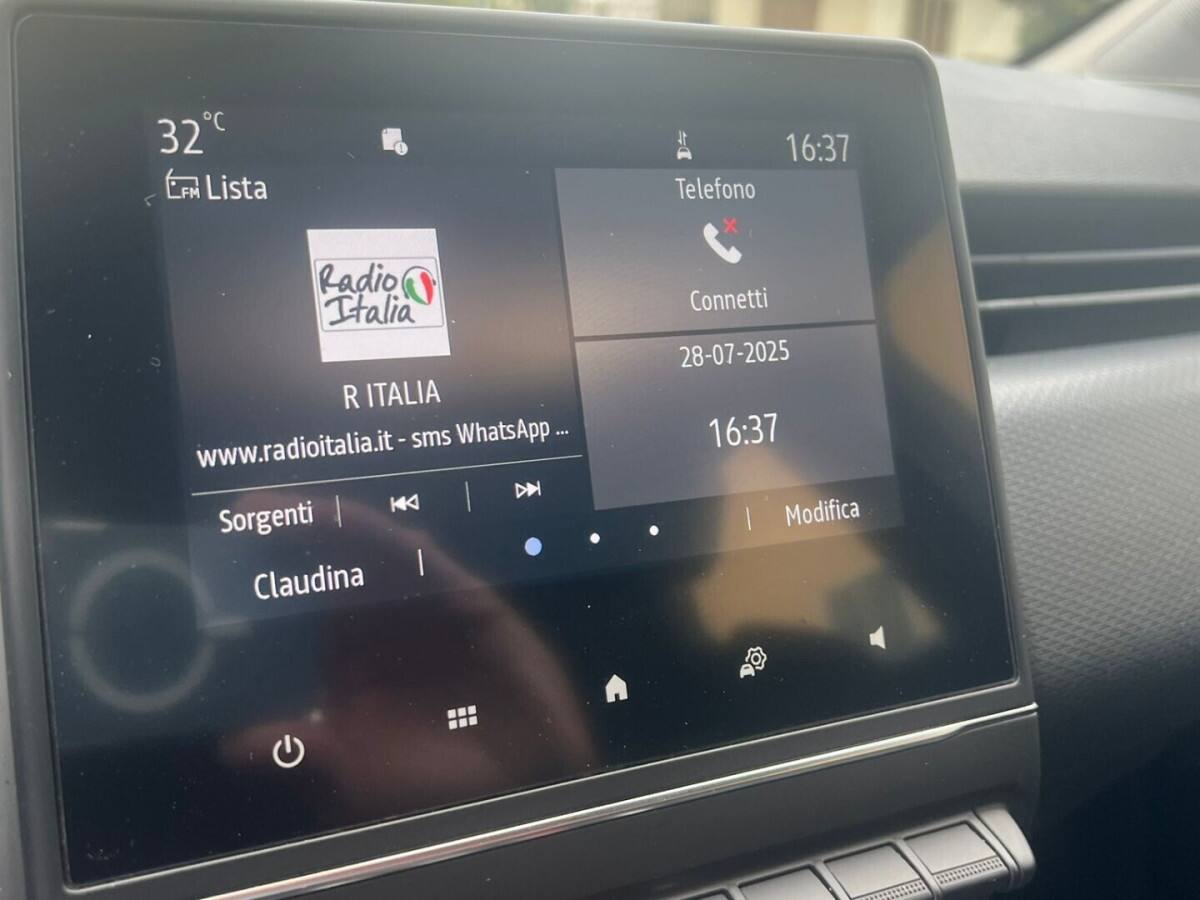 32°C
16:37
FM Lista
Radio
Italia
R ITALIA
www.radioitalia.it - sms WhatsApp ...
Telefono
Connetti
28-07-2025
16:37
Sorgenti
Modifica
Claudina